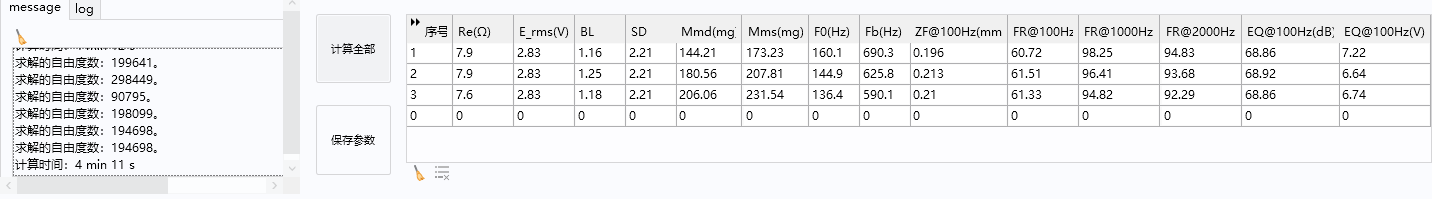 message
log
求解的自由度数：199641。
求解的自由度数：298449。
求解的自由度数：90795。
求解的自由度数：198099。
求解的自由度数：194698。
求解的自由度数：194698。
计算时间：4 min 11 s
计算全部
保存参数
序号 Re(Ω) E_rms(V) BL SD Mmd(mg) Mms(mg) F0(Hz) Fb(Hz) ZF@100Hz(mm FR@100Hz FR@1000Hz FR@2000Hz EQ@100Hz(dB) EQ@100Hz(V)
1 7.9 2.83 1.16 2.21 144.21 173.23 160.1 690.3 0.196 60.72 98.25 94.83 68.86 7.22
2 7.9 2.83 1.25 2.21 180.56 207.81 144.9 625.8 0.213 61.51 96.41 93.68 68.92 6.64
3 7.6 2.83 1.18 2.21 206.06 231.54 136.4 590.1 0.21 61.33 94.82 92.29 68.86 6.74
0 0 0 0 0 0 0 0 0 0 0 0 0 0 0